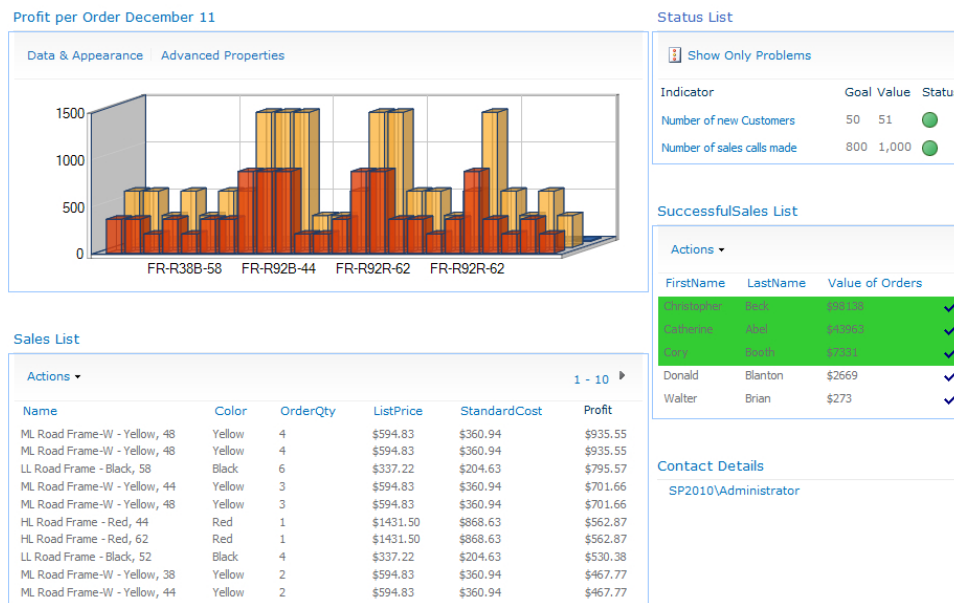 Profit per Order December 11
Data & Appearance Advanced Properties
1500
1000
500
0
FR-R38B-58 FR-R92B-44 FR-R92R-62 FR-R92R-62
Sales List
Actions
1 - 10
Name Color OrderQty ListPrice StandardCost Profit
ML Road Frame-W - Yellow, 48 Yellow 4 $594.83 $360.94 $935.55
ML Road Frame-W - Yellow, 48 Yellow 4 $594.83 $360.94 $935.55
LL Road Frame - Black, 58 Black 6 $337.22 $204.63 $795.57
ML Road Frame-W - Yellow, 44 Yellow 3 $594.83 $360.94 $701.66
ML Road Frame-W - Yellow, 48 Yellow 3 $594.83 $360.94 $701.66
HL Road Frame - Red, 44 Red 1 $1431.50 $868.63 $562.87
HL Road Frame - Red, 62 Red 1 $1431.50 $868.63 $562.87
LL Road Frame - Black, 52 Black 4 $337.22 $204.63 $530.38
ML Road Frame-W - Yellow, 38 Yellow 2 $594.83 $360.94 $467.77
ML Road Frame-W - Yellow, 44 Yellow 2 $594.83 $360.94 $467.77
Status List
Show Only Problems
Indicator Goal Value Status
Number of new Customers 50 51
Number of sales calls made 800 1,000
SuccessfulSales List
Actions
FirstName LastName Value of Orders
Christopher Beck $98138
Catherine Abel $43963
Cory Booth $7331
Donald Blanton $2669
Walter Brian $273
Contact Details
SP2010\Administrator